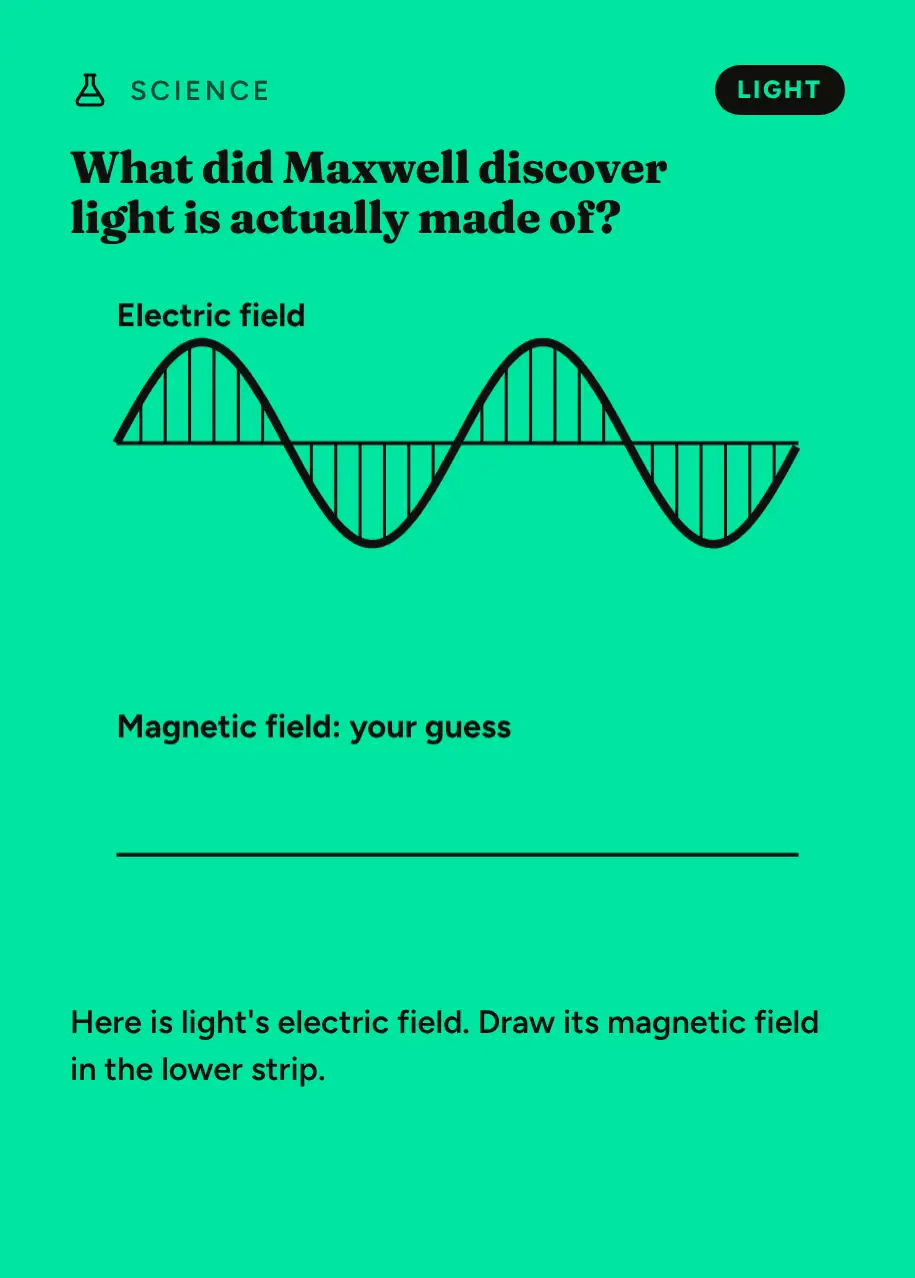 SCIENCE
LIGHT
What did Maxwell discover
light is actually made of?
Electric field
Magnetic field: your guess
Here is light's electric field. Draw its magnetic field
in the lower strip.